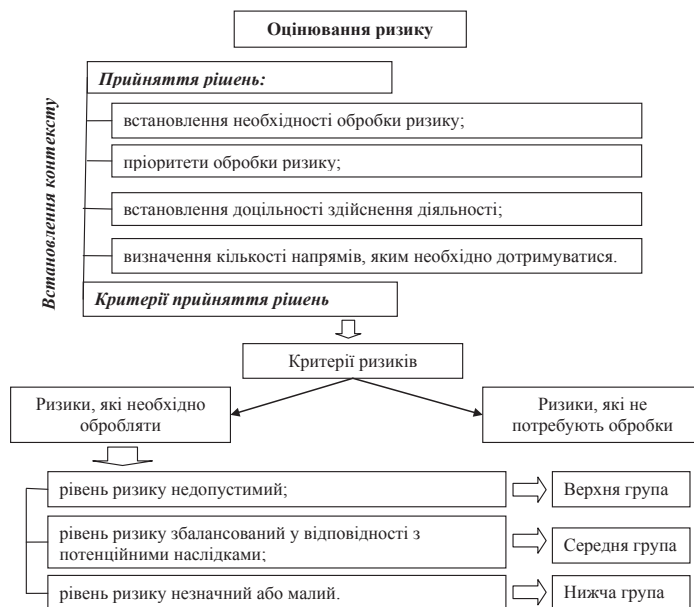 Оцінювання ризику
Встановлення контексту
Прийняття рішень:
встановлення необхідності обробки ризику;
пріоритети обробки ризику;
встановлення доцільності здійснення діяльності;
визначення кількості напрямів, яким необхідно дотримуватися.
Критерії прийняття рішень
Критерії ризиків
Ризики, які необхідно
обробляти
Ризики, які не
потребують обробки
рівень ризику недопустимий;
Верхня група
рівень ризику збалансований у відповідності з
потенційними наслідками;
Середня група
рівень ризику незначний або малий.
Нижча група